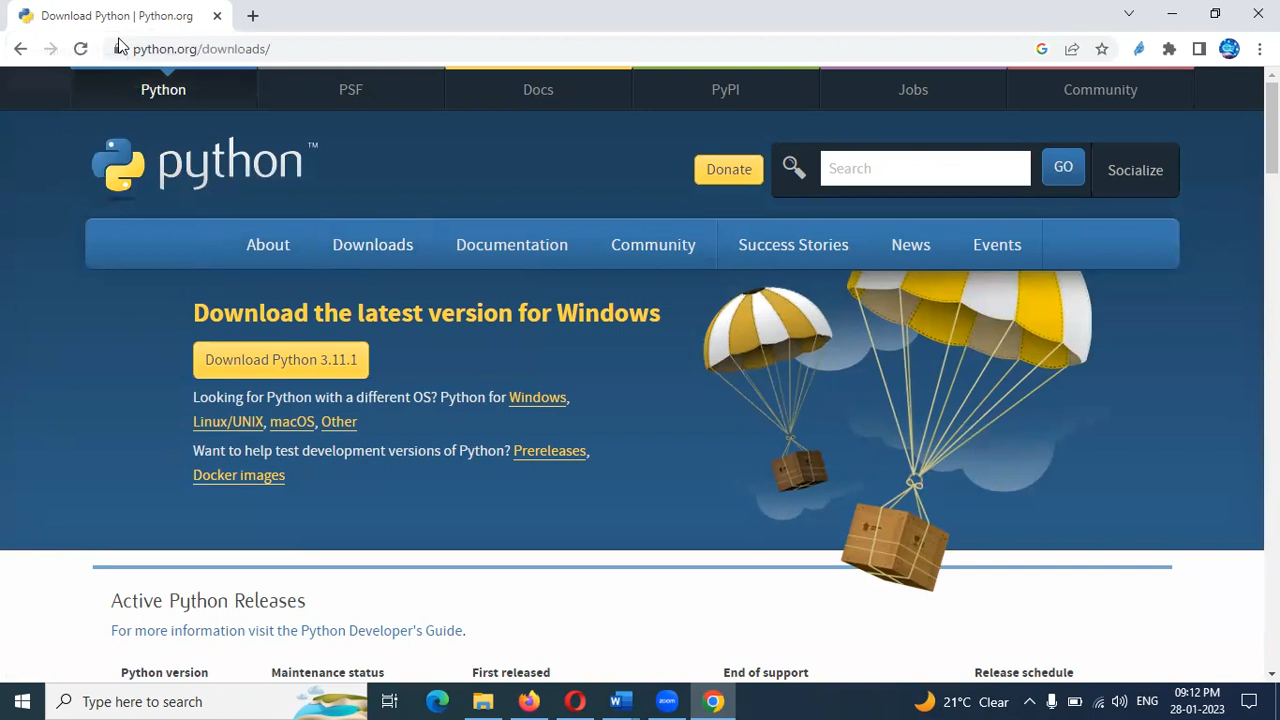 Download Python | Python.org
python.org/downloads/
Python PSF Docs PyPI Jobs Community
python™
Donate Search GO Socialize
About Downloads Documentation Community Success Stories News Events
Download the latest version for Windows
Download Python 3.11.1
Looking for Python with a different OS? Python for Windows,
Linux/UNIX, macOS, Other
Want to help test development versions of Python? Prereleases,
Docker images
Active Python Releases
For more information visit the Python Developer's Guide.
Python version Maintenance status First released End of support Release schedule
Type here to search
zoom
21°C Clear
ENG
09:12 PM
28-01-2023